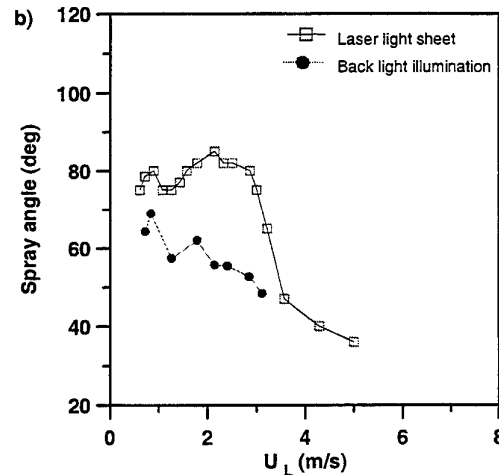 b)
120
100
80
60
40
20
Spray angle (deg)
Laser light sheet
Back light illumination
0 2 4 6 8
U L (m/s)